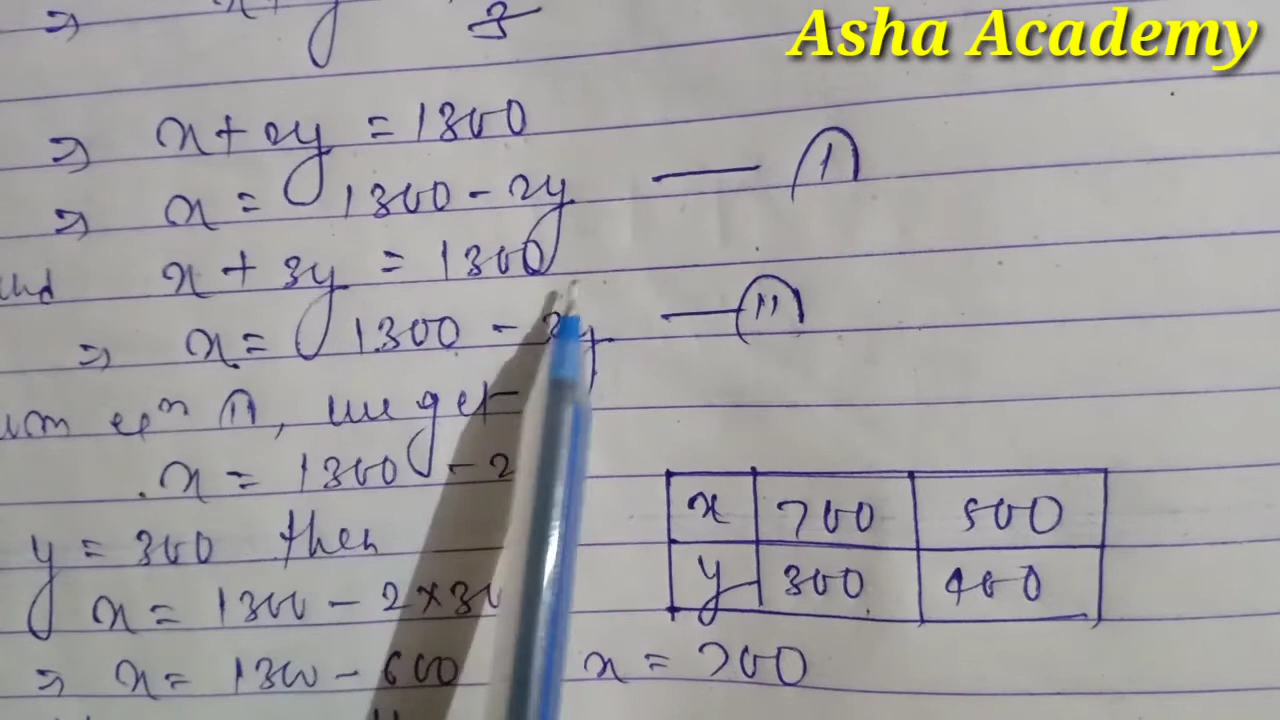 Asha Academy
⇒ x + y 3
⇒ x + 2y = 1300
⇒ x = 1300 - 2y — (I)
and x + 3y = 1300
⇒ x = 1300 - 3y — (II)
eqn (I), we get
x = 1300 - 2
y = 300 then
x = 1300 - 2 × 30
⇒ x = 1300 - 600 x = 700
x 700 500
y 300 400